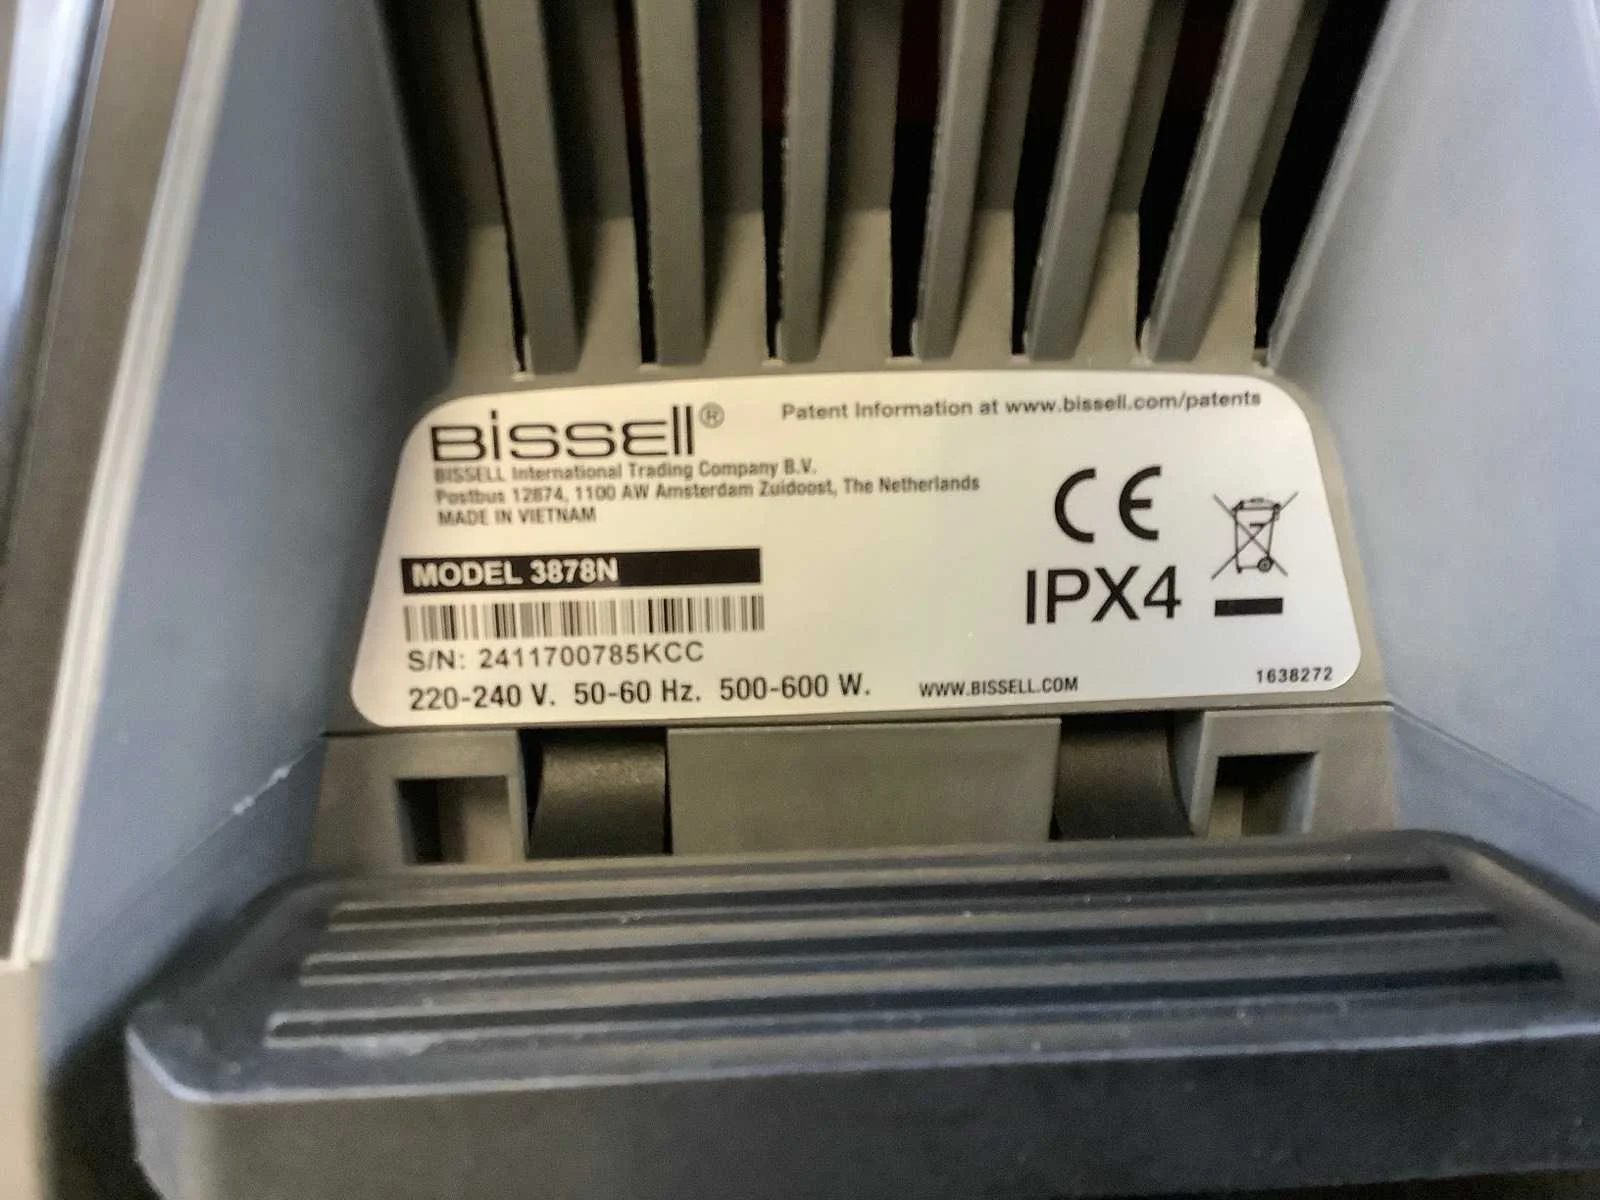 BISSEll®
Patent Information at www.bissell.com/patents
BISSELL International Trading Company B.V.
Postbus 12874, 1100 AW Amsterdam Zuidoost, The Netherlands
MADE IN VIETNAM
CE
MODEL 3878N
IPX4
S/N: 2411700785KCC
220-240 V. 50-60 Hz. 500-600 W.
WWW.BISSELL.COM
1638272